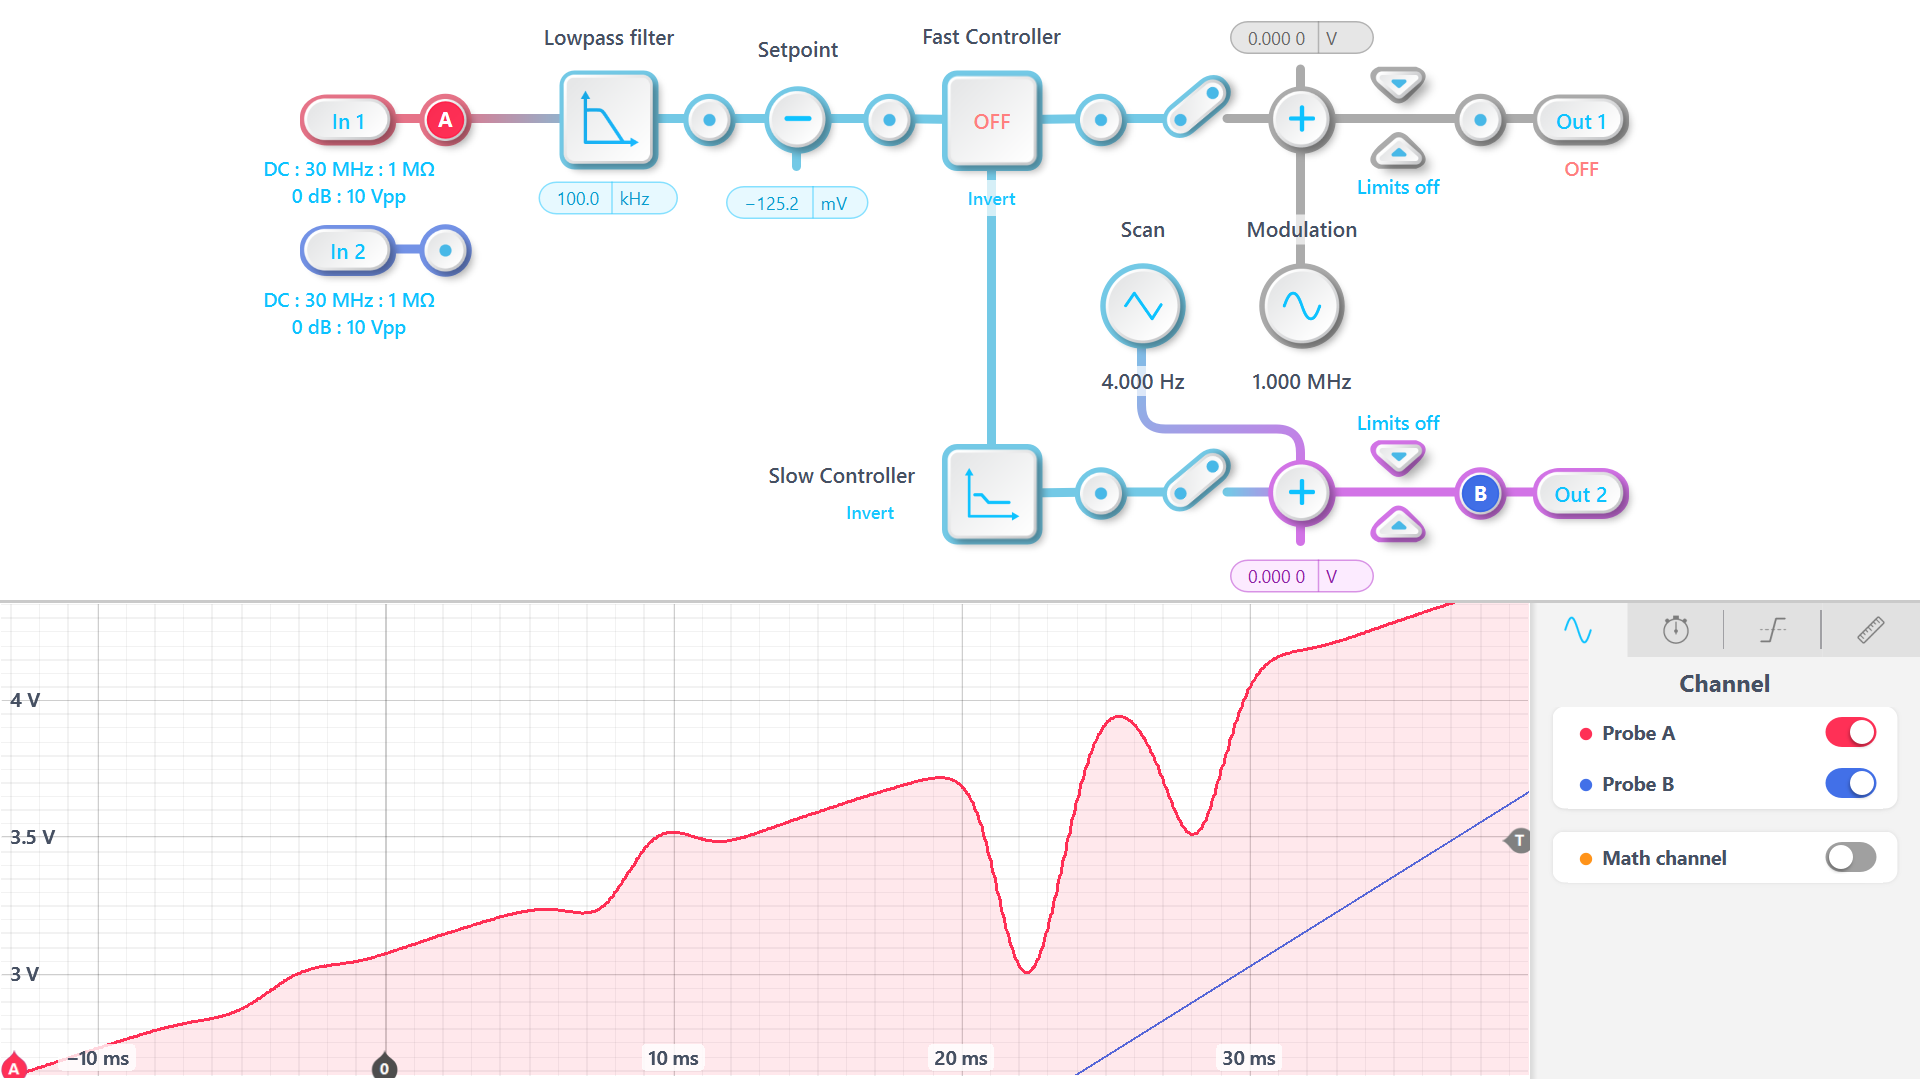 Lowpass filter
Setpoint
Fast Controller
0.000 0 V
In 1
A
OFF
Out 1
DC : 30 MHz : 1 MΩ
0 dB : 10 Vpp
100.0 kHz
−125.2 mV
Invert
Limits off
OFF
In 2
DC : 30 MHz : 1 MΩ
0 dB : 10 Vpp
Scan
Modulation
4.000 Hz
1.000 MHz
Limits off
Slow Controller
Invert
B
Out 2
0.000 0 V
4 V
3.5 V
3 V
T
A
−10 ms
0
10 ms
20 ms
30 ms
Channel
Probe A
Probe B
Math channel